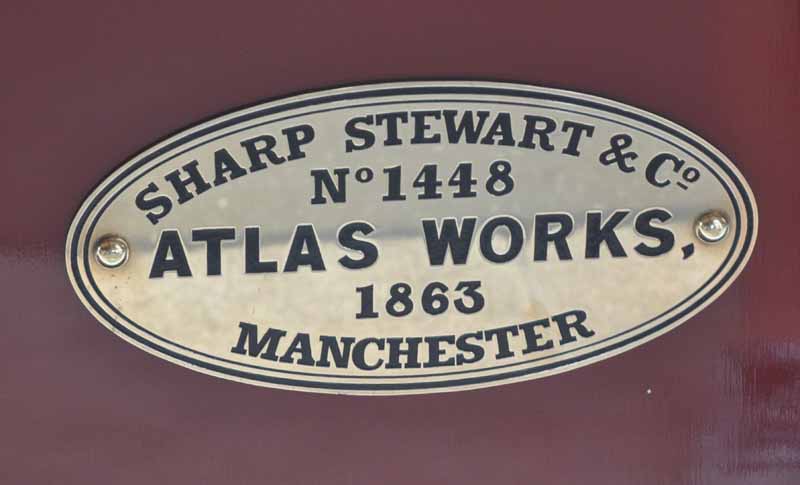 SHARP STEWART & Cº
Nº 1448
ATLAS WORKS,
1863
MANCHESTER